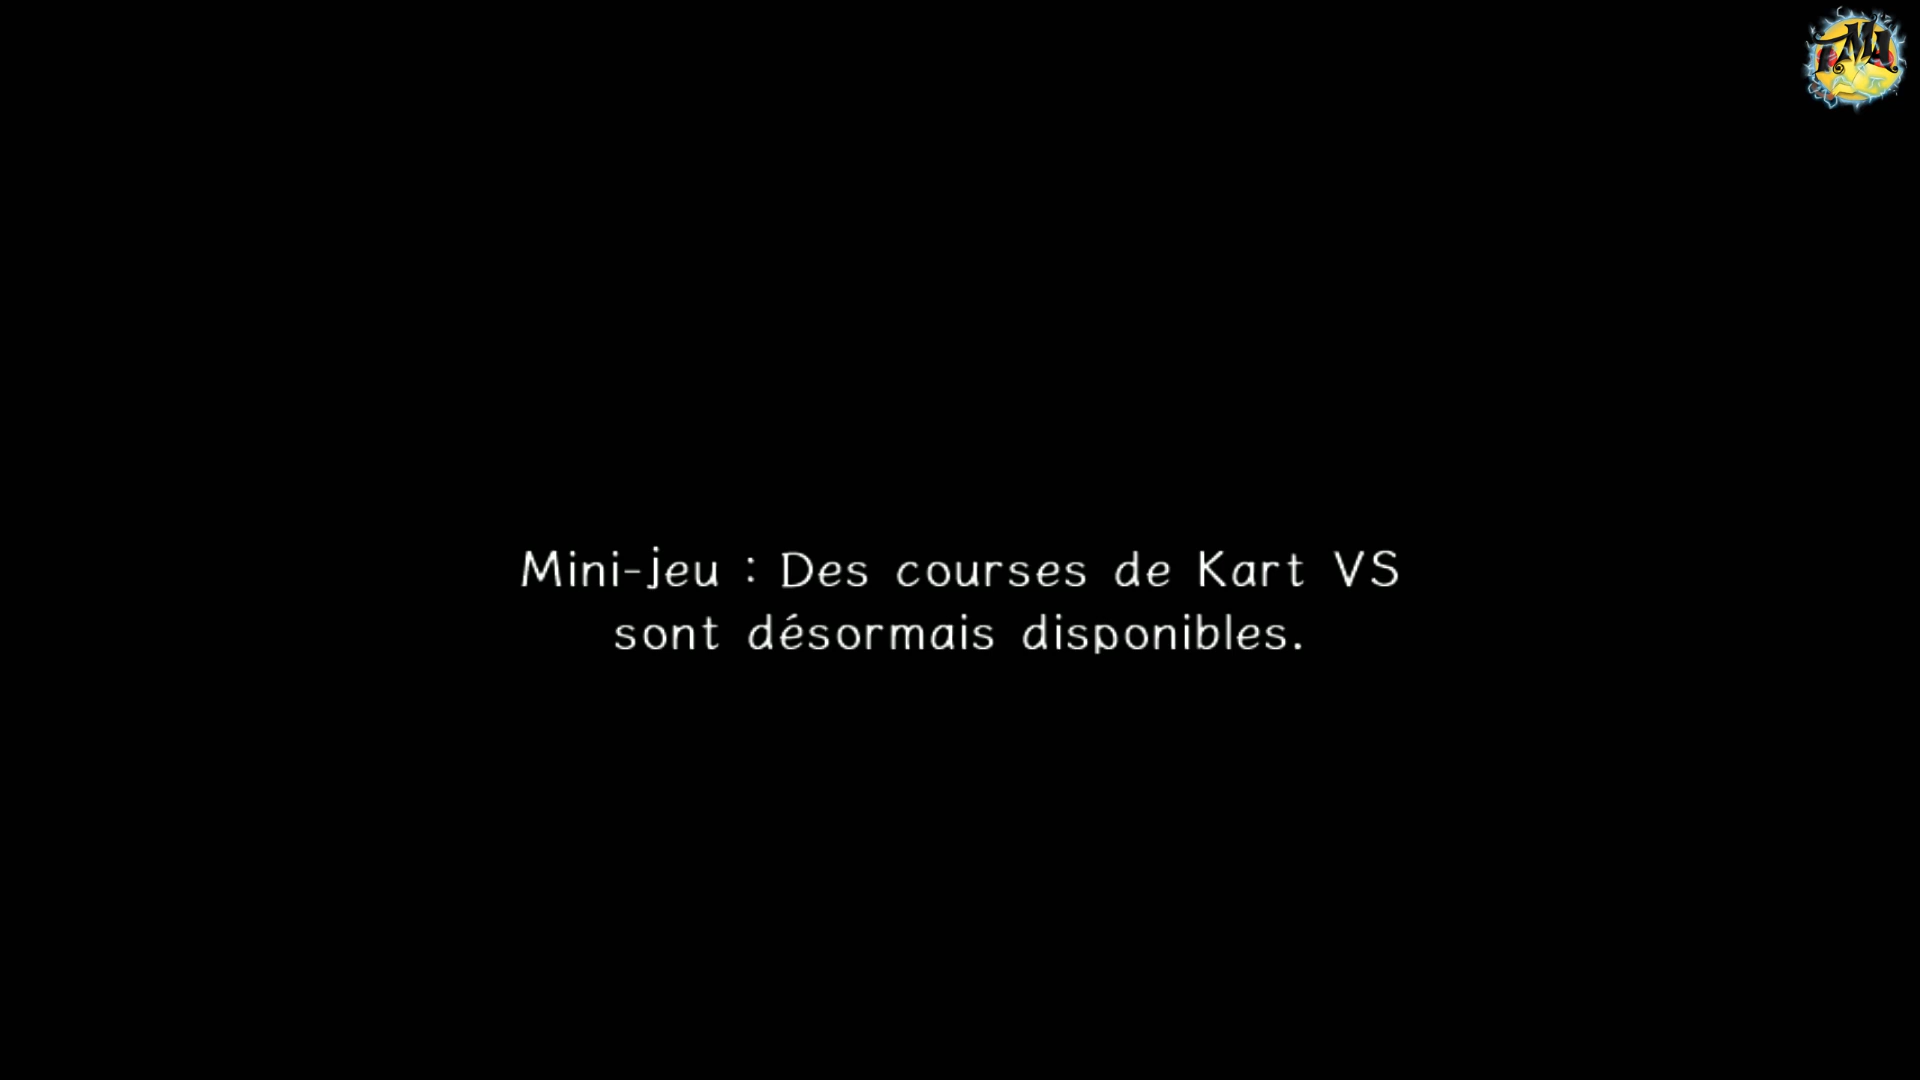 Mini-jeu : Des courses de Kart VS
sont désormais disponibles.